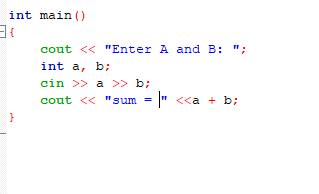 int main()
{
cout << "Enter A and B: ";
int a, b;
cin >> a >> b;
cout << "sum = " <<a + b;
}